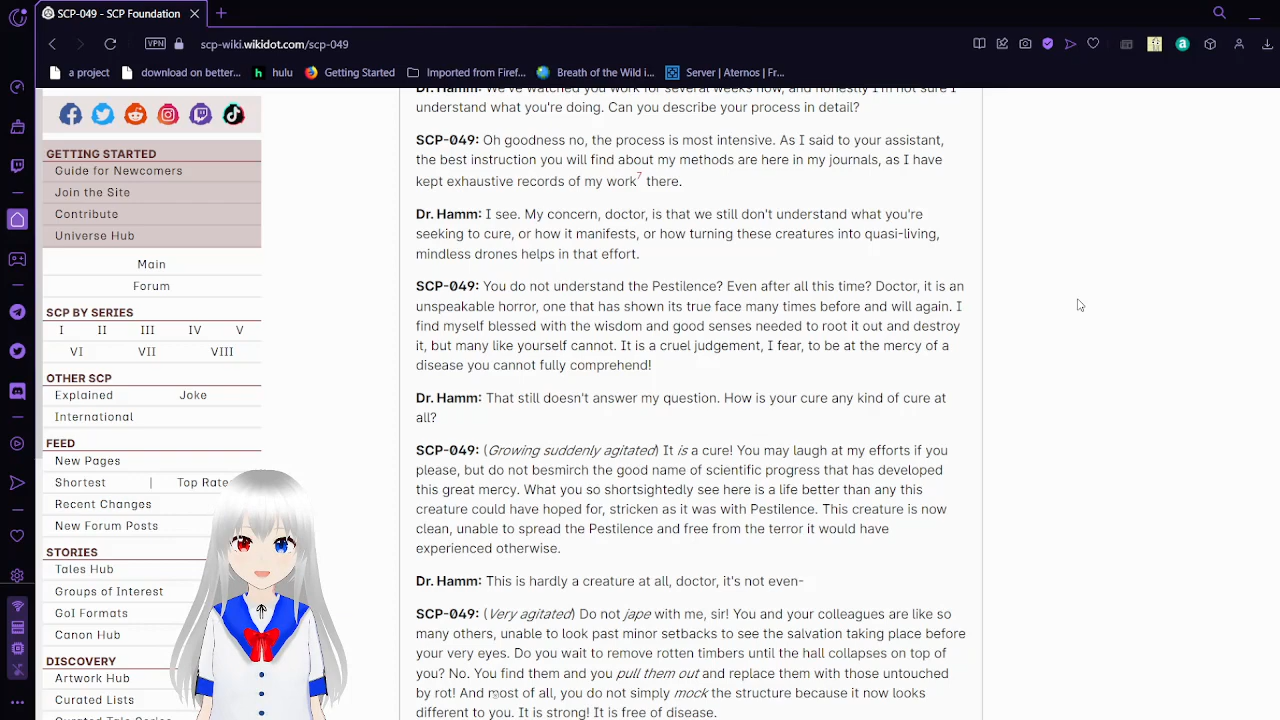 SCP-049 - SCP Foundation
VPN
scp-wiki.wikidot.com/scp-049
a project
download on better...
hulu
Getting Started
Imported from Firef...
Breath of the Wild i...
Server | Aternos | Fr...
GETTING STARTED
Guide for Newcomers
Join the Site
Contribute
Universe Hub
Main
Forum
SCP BY SERIES
I II III IV V
VI VII VIII
OTHER SCP
Explained Joke
International
FEED
New Pages
Shortest | Top Rate
Recent Changes
New Forum Posts
STORIES
Tales Hub
Groups of Interest
GoI Formats
Canon Hub
DISCOVERY
Artwork Hub
Curated Lists
Dr. Hamm: We've watched you work for several weeks now, and honestly I'm not sure I
understand what you're doing. Can you describe your process in detail?
SCP-049: Oh goodness no, the process is most intensive. As I said to your assistant,
the best instruction you will find about my methods are here in my journals, as I have
kept exhaustive records of my work7 there.
Dr. Hamm: I see. My concern, doctor, is that we still don't understand what you're
seeking to cure, or how it manifests, or how turning these creatures into quasi-living,
mindless drones helps in that effort.
SCP-049: You do not understand the Pestilence? Even after all this time? Doctor, it is an
unspeakable horror, one that has shown its true face many times before and will again. I
find myself blessed with the wisdom and good senses needed to root it out and destroy
it, but many like yourself cannot. It is a cruel judgement, I fear, to be at the mercy of a
disease you cannot fully comprehend!
Dr. Hamm: That still doesn't answer my question. How is your cure any kind of cure at
all?
SCP-049: (Growing suddenly agitated) It is a cure! You may laugh at my efforts if you
please, but do not besmirch the good name of scientific progress that has developed
this great mercy. What you so shortsightedly see here is a life better than any this
creature could have hoped for, stricken as it was with Pestilence. This creature is now
clean, unable to spread the Pestilence and free from the terror it would have
experienced otherwise.
Dr. Hamm: This is hardly a creature at all, doctor, it's not even-
SCP-049: (Very agitated) Do not jape with me, sir! You and your colleagues are like so
many others, unable to look past minor setbacks to see the salvation taking place before
your very eyes. Do you wait to remove rotten timbers until the hall collapses on top of
you? No. You find them and you pull them out and replace them with those untouched
by rot! And most of all, you do not simply mock the structure because it now looks
different to you. It is strong! It is free of disease.